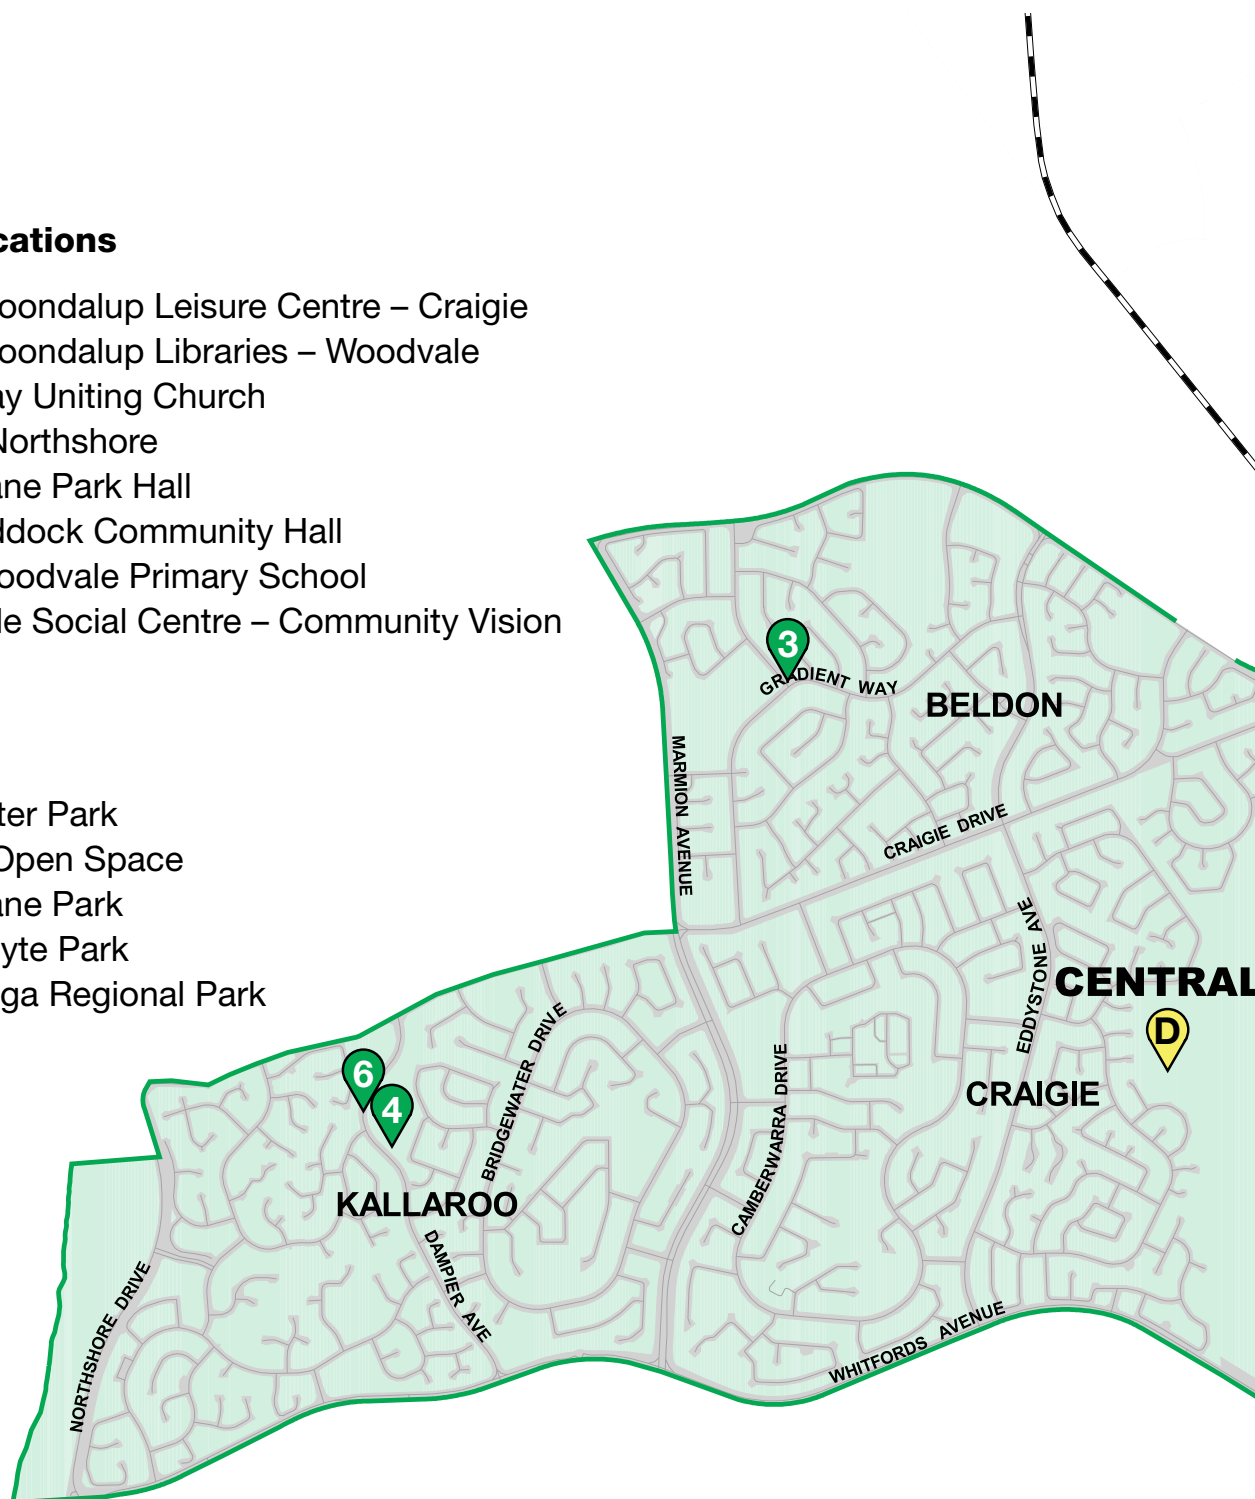 cations
oondalup Leisure Centre – Craigie
oondalup Libraries – Woodvale
ay Uniting Church
Northshore
ane Park Hall
ddock Community Hall
oodvale Primary School
le Social Centre – Community Vision
3
GRADIENT WAY
BELDON
MARMION AVENUE
ter Park
Open Space
ane Park
yte Park
ga Regional Park
CRAIGIE DRIVE
EDDYSTONE AVE
CENTRAL
D
CRAIGIE
6
4
BRIDGEWATER DRIVE
CAMBERWARRA DRIVE
KALLAROO
DAMPIER AVE
NORTHSHORE DRIVE
WHITFORDS AVENUE